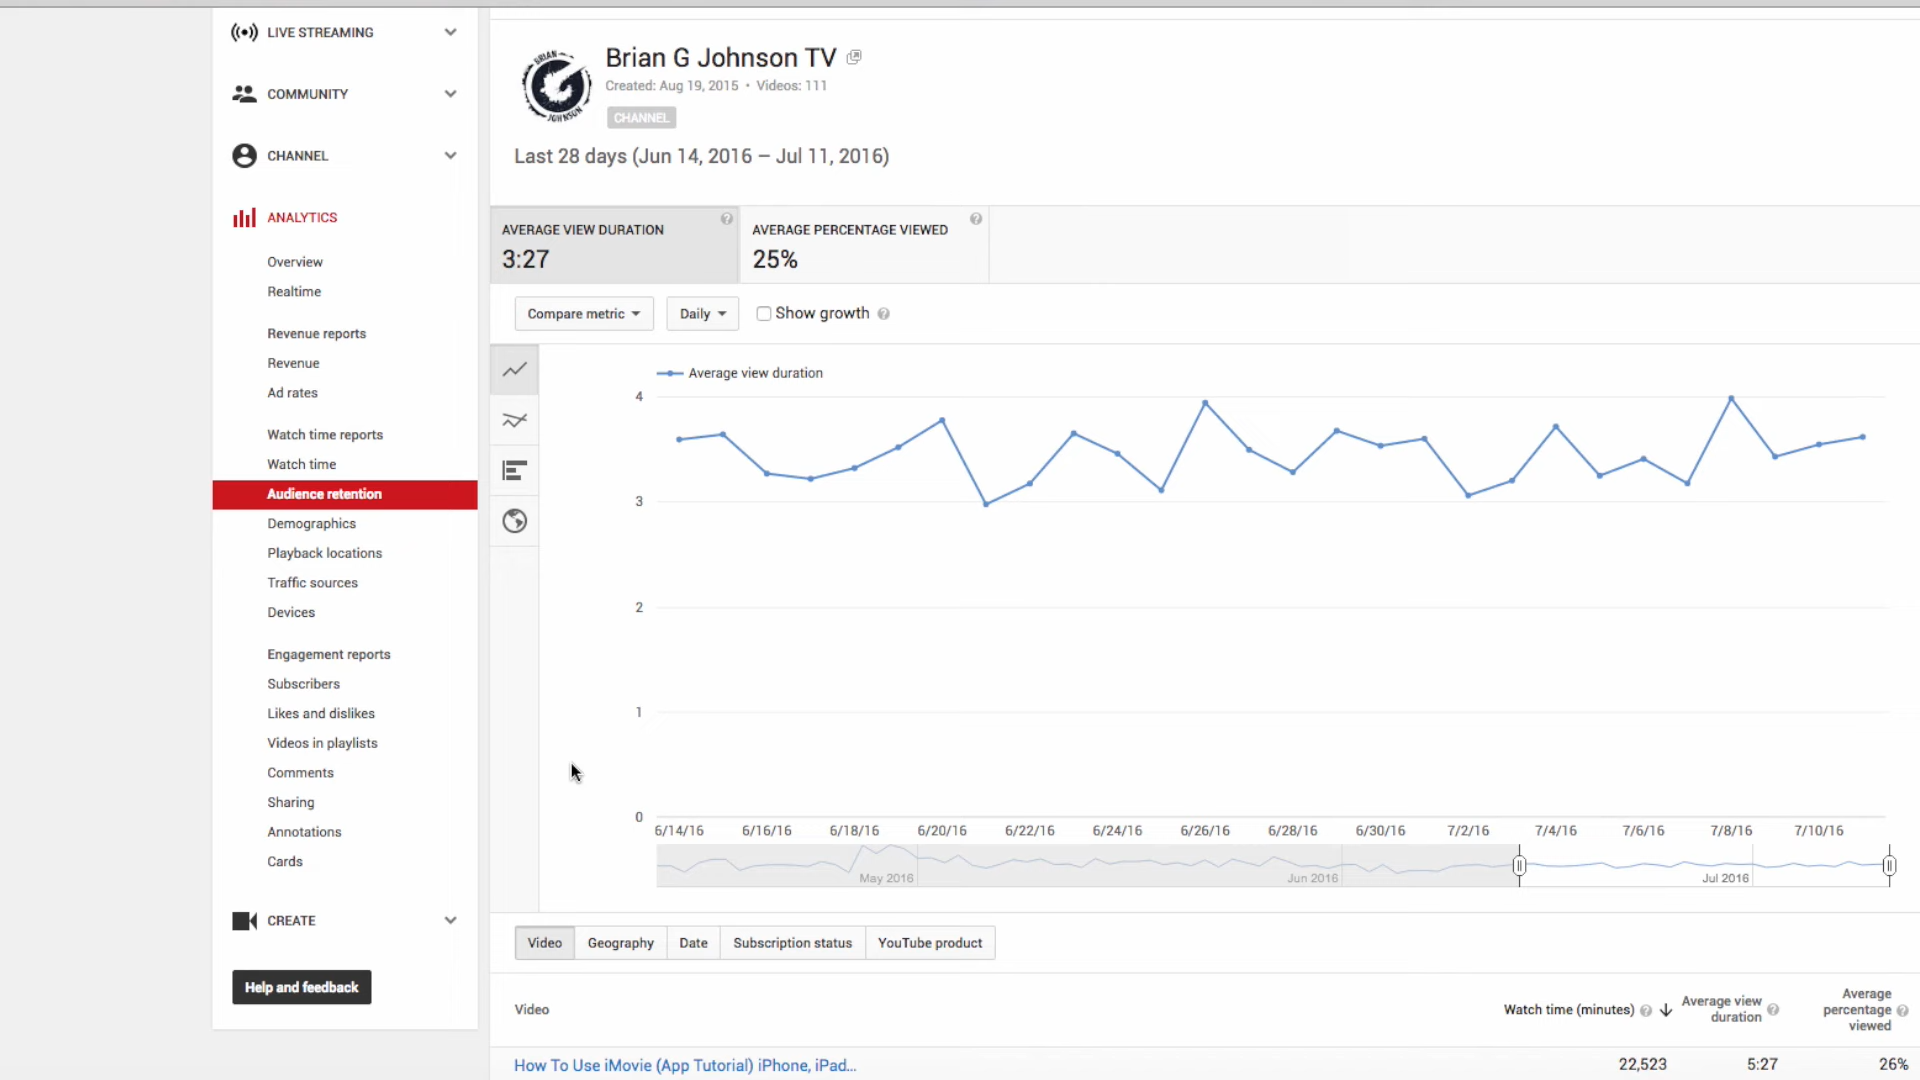 LIVE STREAMING
COMMUNITY
CHANNEL
ANALYTICS
Overview
Realtime
Revenue reports
Revenue
Ad rates
Watch time reports
Watch time
Audience retention
Demographics
Playback locations
Traffic sources
Devices
Engagement reports
Subscribers
Likes and dislikes
Videos in playlists
Comments
Sharing
Annotations
Cards
CREATE
Help and feedback
BRIAN
G
JOHNSON
Brian G Johnson TV
Created: Aug 19, 2015 • Videos: 111
CHANNEL
Last 28 days (Jun 14, 2016 – Jul 11, 2016)
AVERAGE VIEW DURATION ?
3:27
AVERAGE PERCENTAGE VIEWED ?
25%
Compare metric Daily Show growth ?
Average view duration
4
3
2
1
0
6/14/16 6/16/16 6/18/16 6/20/16 6/22/16 6/24/16 6/26/16 6/28/16 6/30/16 7/2/16 7/4/16 7/6/16 7/8/16 7/10/16
May 2016 Jun 2016 Jul 2016
Video Geography Date Subscription status YouTube product
Video
Watch time (minutes) ?
Average view
duration ?
Average
percentage ?
viewed
How To Use iMovie (App Tutorial) iPhone, iPad... 22,523 5:27 26%